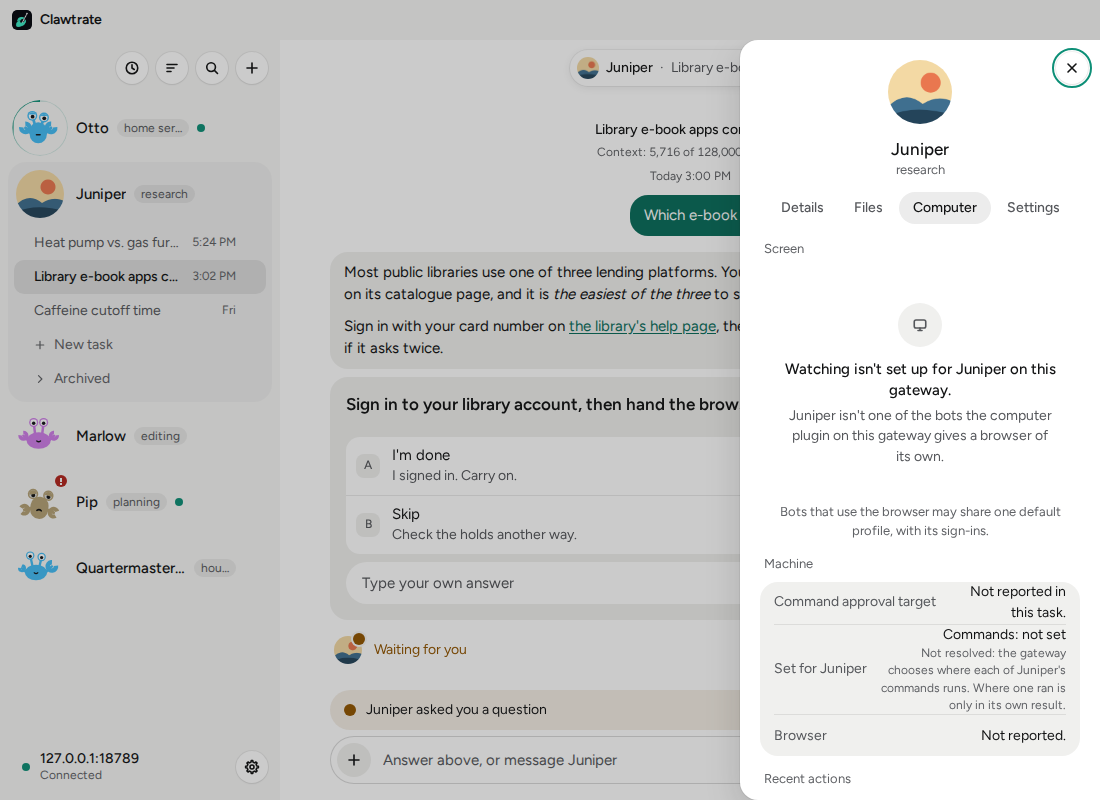 Clawtrate
Otto home ser...
Juniper research
Heat pump vs. gas fur... 5:24 PM
Library e-book apps c... 3:02 PM
Caffeine cutoff time Fri
New task
Archived
Marlow editing
Pip planning
Quartermaster... hou...
127.0.0.1:18789
Connected
Juniper · Library e-b
Library e-book apps co
Context: 5,716 of 128,000
Today 3:00 PM
Which e-book
Most public libraries use one of three lending platforms. You
on its catalogue page, and it is the easiest of the three to s
Sign in with your card number on the library's help page, the
if it asks twice.
Sign in to your library account, then hand the brow
A I'm done
I signed in. Carry on.
B Skip
Check the holds another way.
Type your own answer
Waiting for you
Juniper asked you a question
Answer above, or message Juniper
Juniper
research
Details Files Computer Settings
Screen
Watching isn't set up for Juniper on this
gateway.
Juniper isn't one of the bots the computer
plugin on this gateway gives a browser of
its own.
Bots that use the browser may share one default
profile, with its sign-ins.
Machine
Command approval target Not reported in
this task.
Set for Juniper Commands: not set
Not resolved: the gateway
chooses where each of Juniper's
commands runs. Where one ran is
only in its own result.
Browser Not reported.
Recent actions